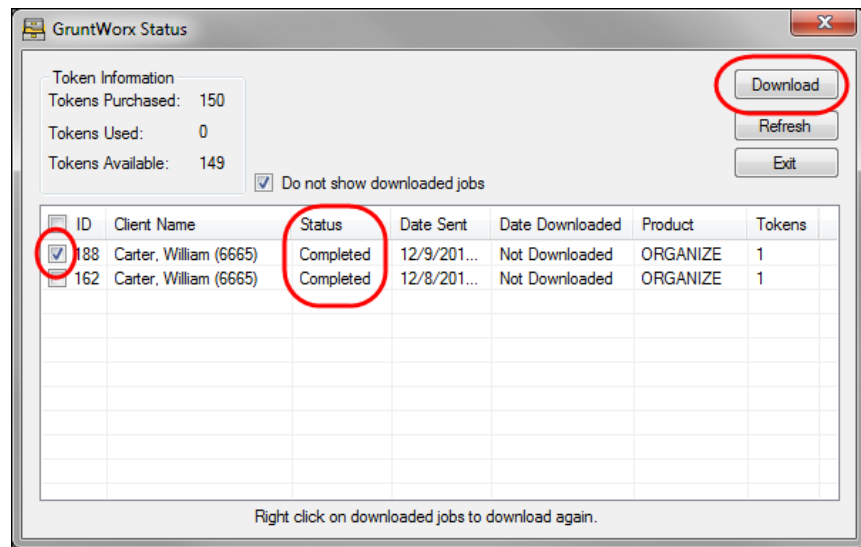 GruntWorx Status
Token Information
Tokens Purchased: 150
Tokens Used: 0
Tokens Available: 149
Download
Refresh
Exit
Do not show downloaded jobs
ID Client Name Status Date Sent Date Downloaded Product Tokens
188 Carter, William (6665) Completed 12/9/201... Not Downloaded ORGANIZE 1
162 Carter, William (6665) Completed 12/8/201... Not Downloaded ORGANIZE 1
Right click on downloaded jobs to download again.